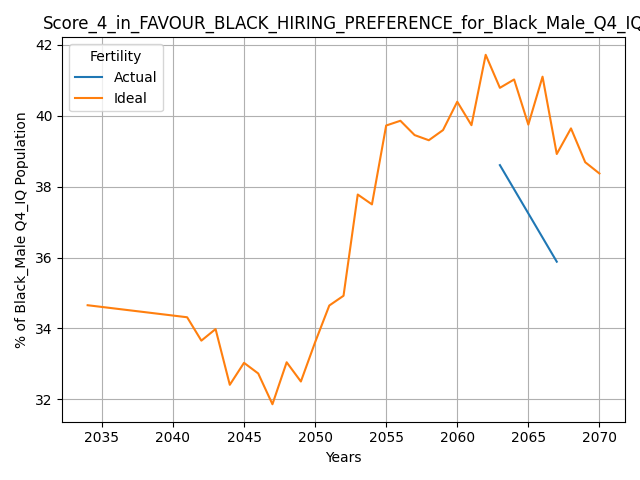 Score_4_in_FAVOUR_BLACK_HIRING_PREFERENCE_for_Black_Male_Q4_IQ
Fertility
Actual
Ideal
% of Black_Male Q4_IQ Population
42
40
38
36
34
32
2035 2040 2045 2050 2055 2060 2065 2070
Years